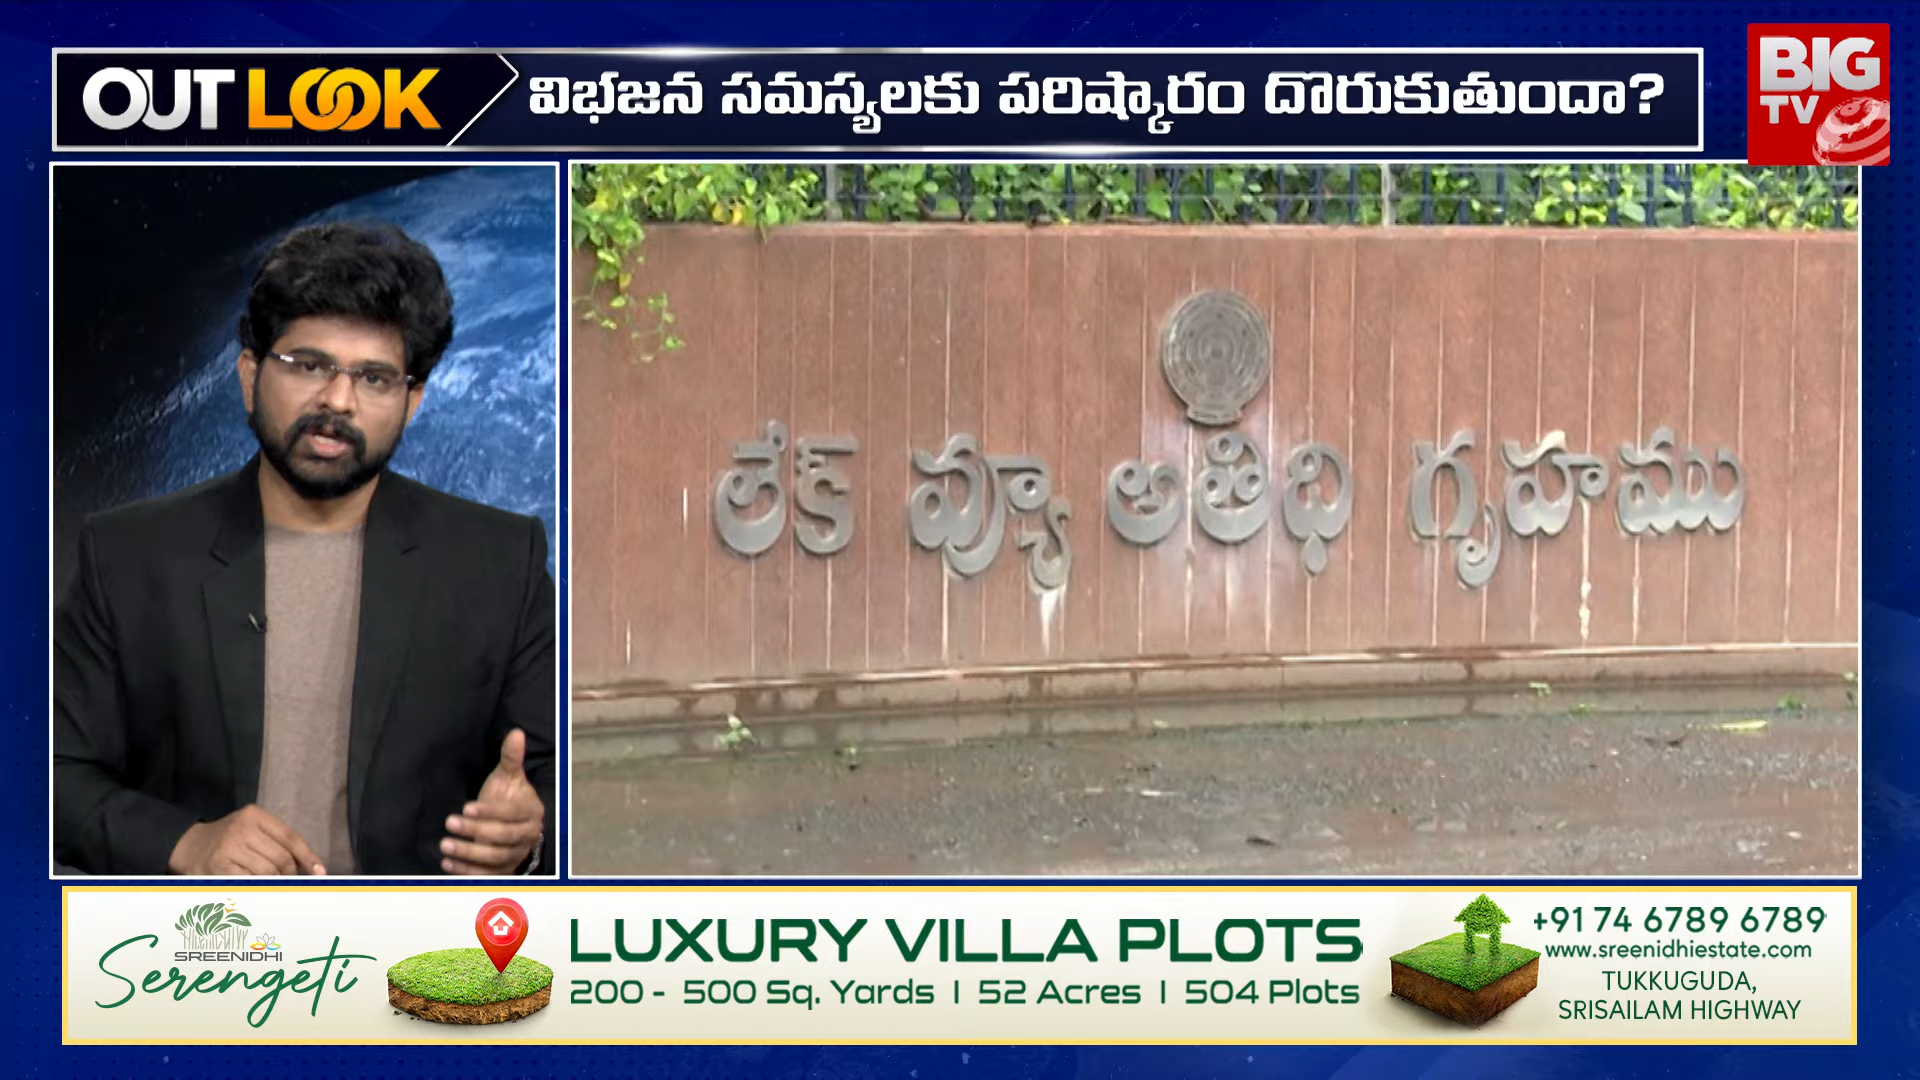 OUT LOOK
విభజన సమస్యలకు పరిష్కారం దొరుకుతుందా?
BIG
TV
లేక్ వ్యూ అతిథి గృహము
SREENIDHI
Serengeti
LUXURY VILLA PLOTS
200 - 500 Sq. Yards | 52 Acres | 504 Plots
+91 74 6789 6789
www.sreenidhiestate.com
TUKKUGUDA,
SRISAILAM HIGHWAY